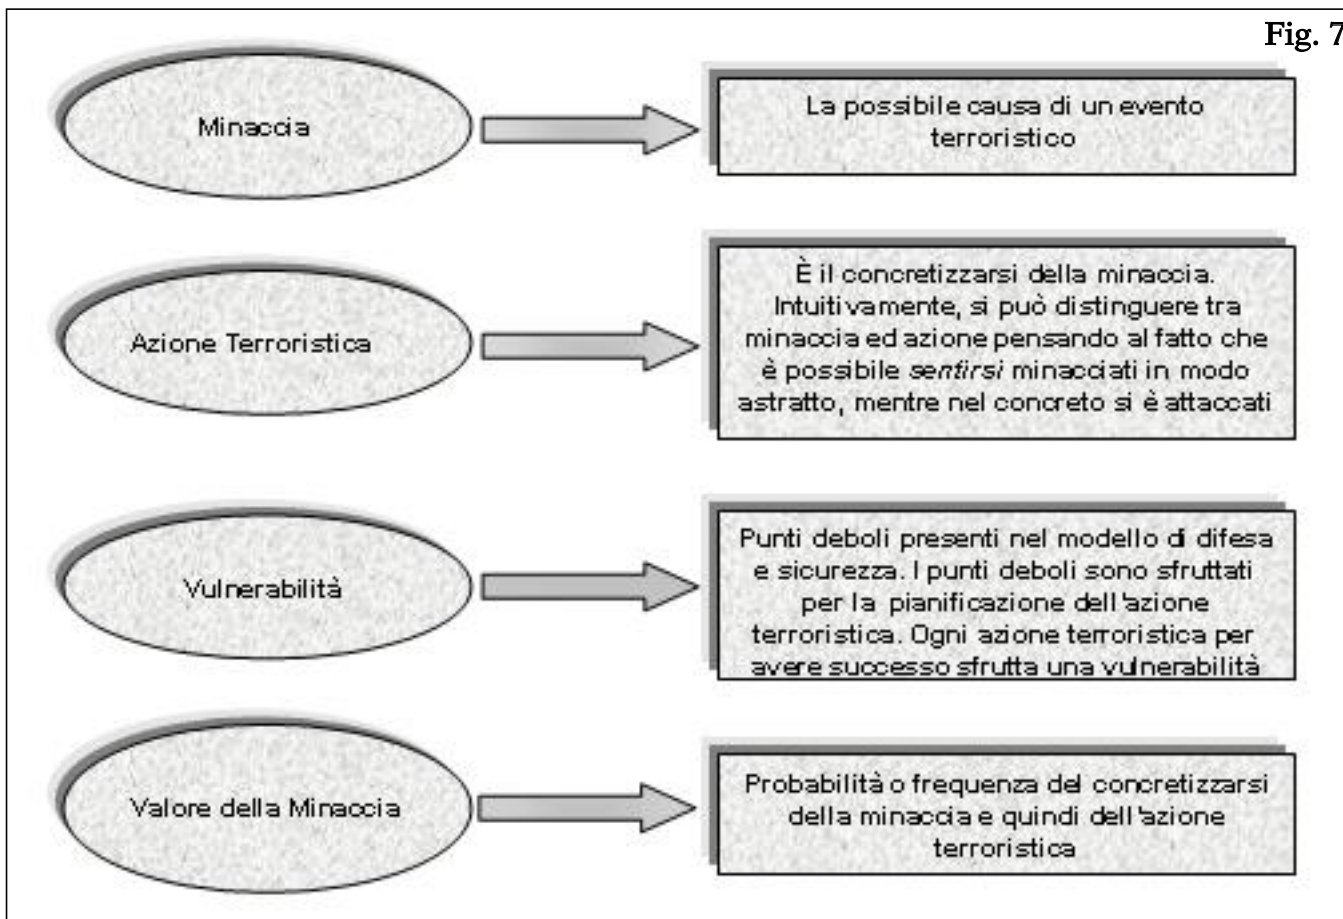 Fig. 7
Minaccia
La possibile causa di un evento
terroristico
Azione Terroristica
È il concretizzarsi della minaccia.
Intuitivamente, si può distinguere tra
minaccia ed azione pensando al fatto che
è possibile sentirsi minacciati in modo
astratto, mentre nel concreto si è attaccati
Vulnerabilità
Punti deboli presenti nel modello di difesa
e sicurezza. I punti deboli sono sfruttati
per la pianificazione dell'azione
terroristica. Ogni azione terroristica per
avere successo sfrutta una vulnerabilità
Valore della Minaccia
Probabilità o frequenza del concretizzarsi
della minaccia e quindi dell'azione
terroristica